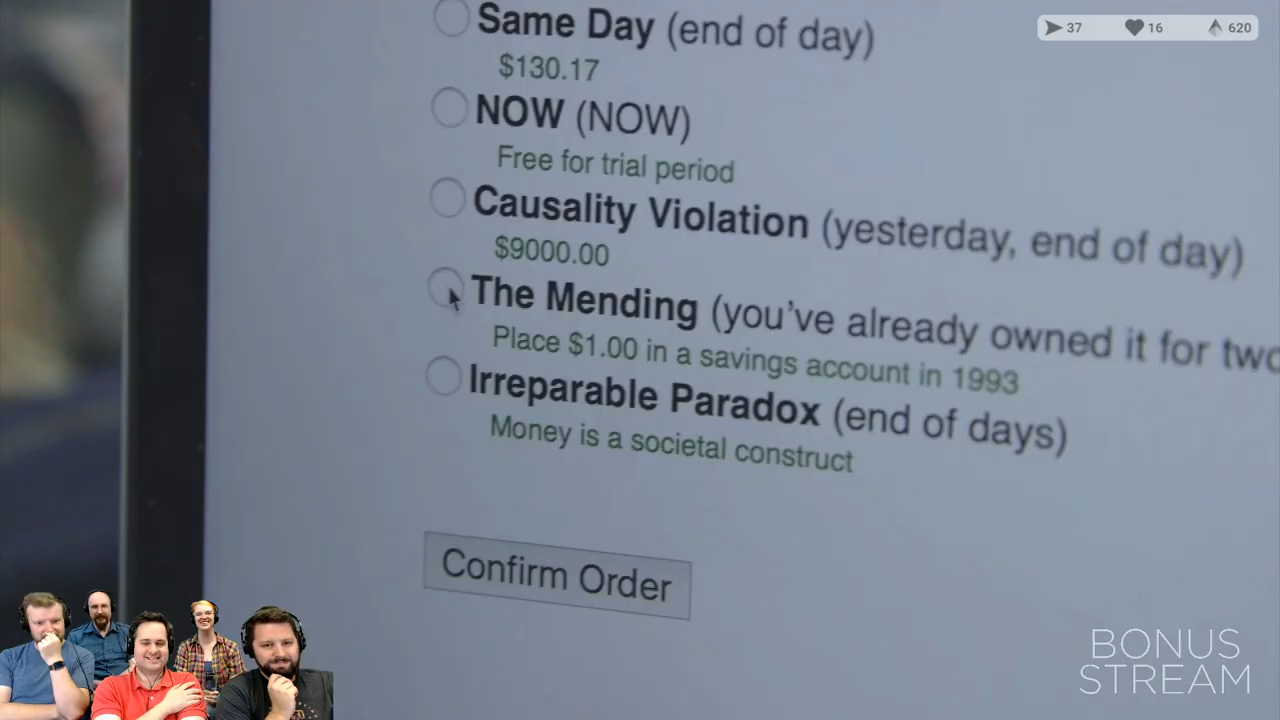 37 16 620
Same Day (end of day)
$130.17
NOW (NOW)
Free for trial period
Causality Violation (yesterday, end of day)
$9000.00
The Mending (you've already owned it for two
Place $1.00 in a savings account in 1993
Irreparable Paradox (end of days)
Money is a societal construct
Confirm Order
BONUS
STREAM